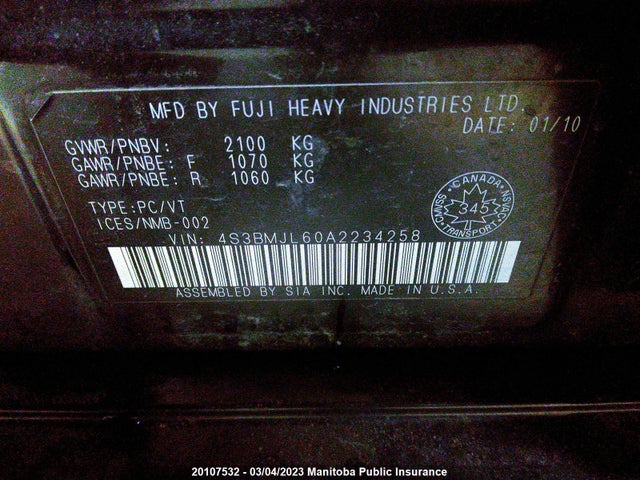 MFD BY FUJI HEAVY INDUSTRIES LTD.
DATE: 01/10
GVWR/PNBV: 2100 KG
GAWR/PNBE: F 1070 KG
GAWR/PNBE: R 1060 KG
TYPE:PC/VT
ICES/NMB-002
CANADA
CMVSS NSVAC
345
TRANSPORT
VIN: 4S3BMJL60A2234258
ASSEMBLED BY SIA INC. MADE IN U.S.A.
20107532 - 03/04/2023 Manitoba Public Insurance